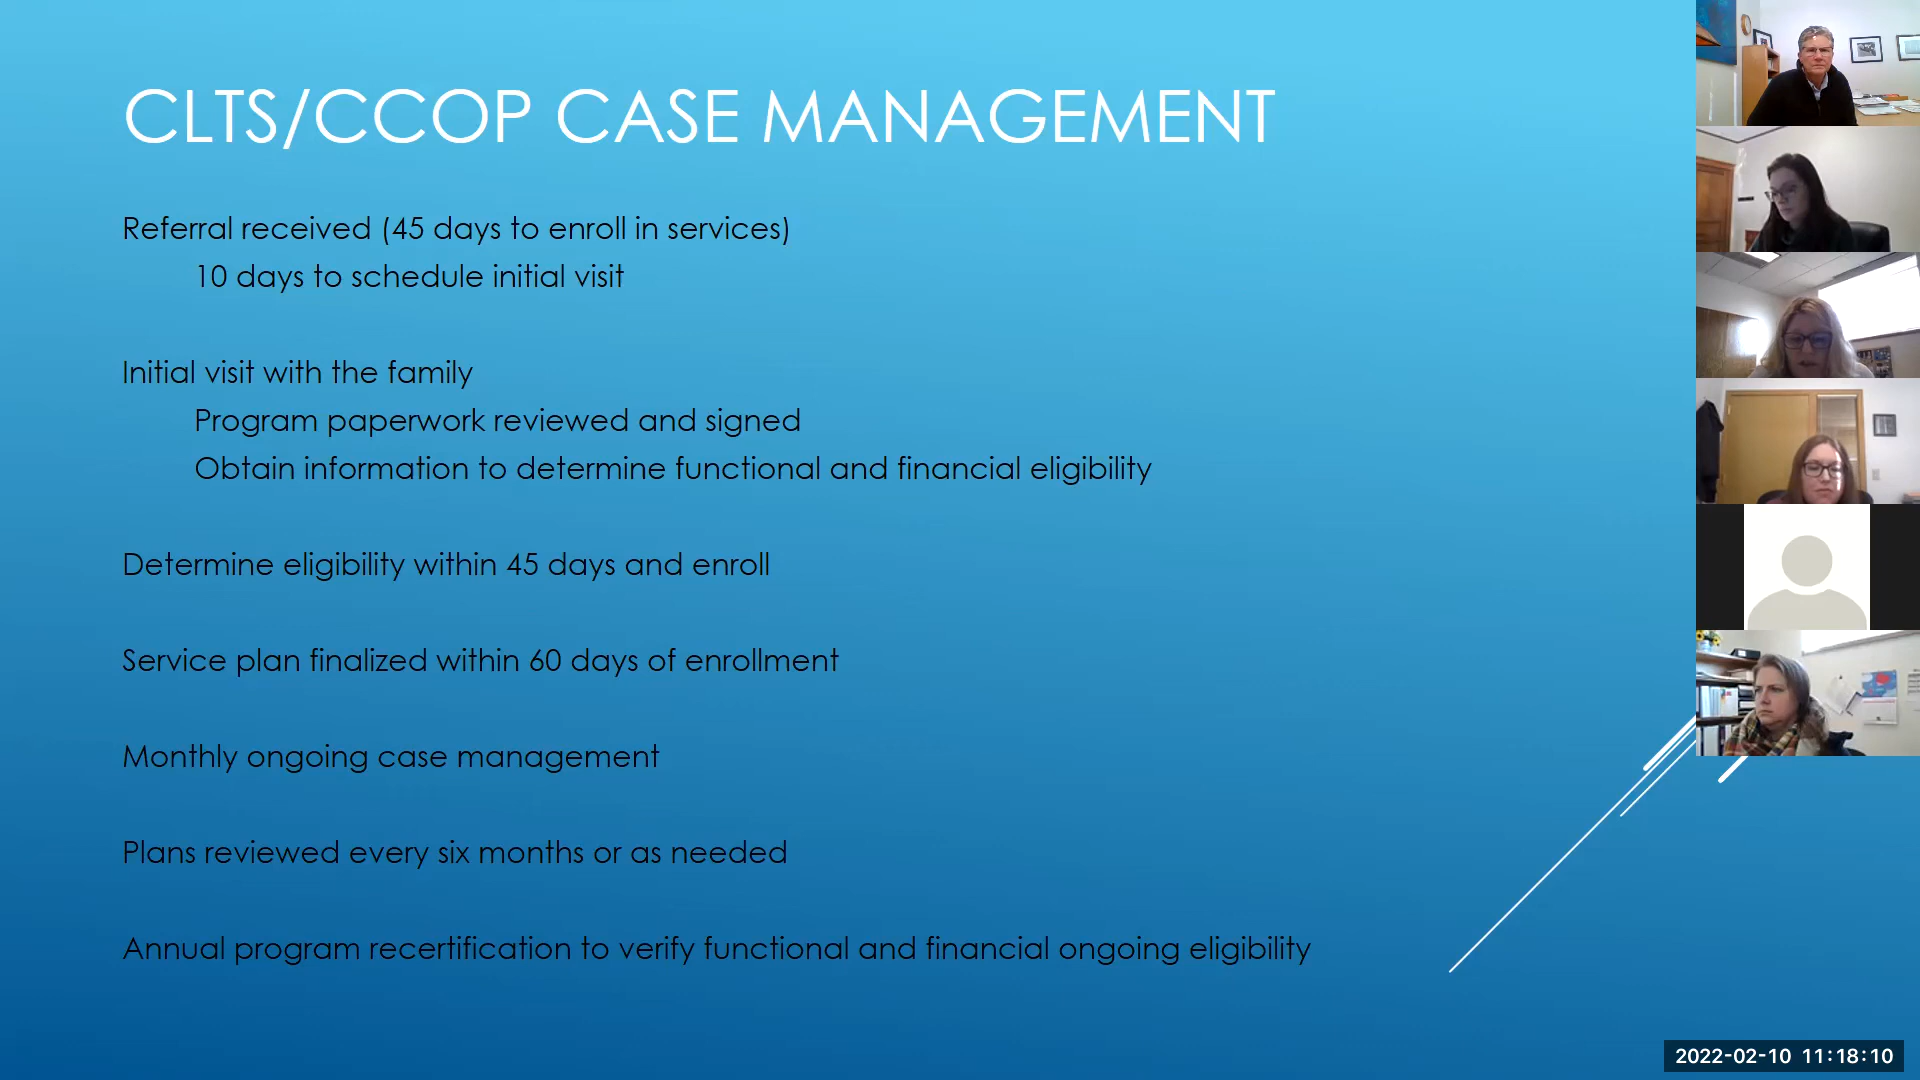 CLTS/CCOP CASE MANAGEMENT
Referral received (45 days to enroll in services)
10 days to schedule initial visit
Initial visit with the family
Program paperwork reviewed and signed
Obtain information to determine functional and financial eligibility
Determine eligibility within 45 days and enroll
Service plan finalized within 60 days of enrollment
Monthly ongoing case management
Plans reviewed every six months or as needed
Annual program recertification to verify functional and financial ongoing eligibility
2022-02-10 11:18:10